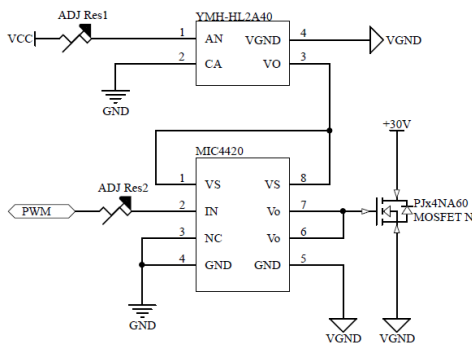 YMH-HL2A40
ADJ Res1
VCC
1 AN VGND 4 VGND
2 CA VO 3
GND
+30V
MIC4420
1 VS VS 8
ADJ Res2
PWM 2 IN Vo 7 PJx4NA60
MOSFET N
3 NC Vo 6
4 GND GND 5
GND VGND VGND